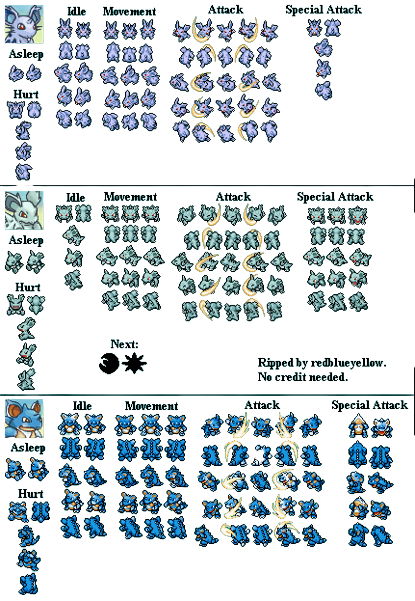 Idle Movement Attack Special Attack
Asleep
Hurt
Idle Movement Attack Special Attack
Asleep
Hurt
Next:
Ripped by redblueyellow.
No credit needed.
Idle Movement Attack Special Attack
Asleep
Hurt